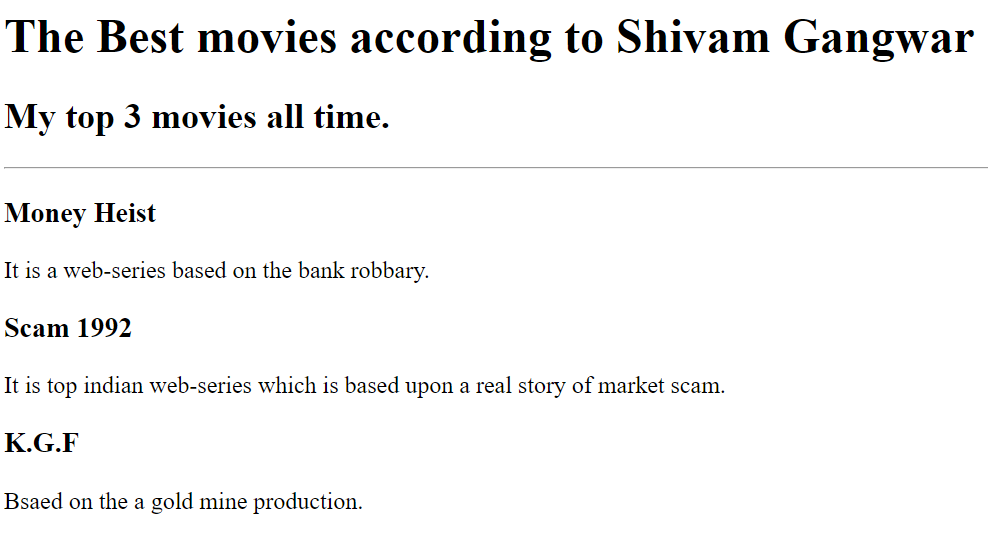 The Best movies according to Shivam Gangwar
My top 3 movies all time.
Money Heist
It is a web-series based on the bank robbary.
Scam 1992
It is top indian web-series which is based upon a real story of market scam.
K.G.F
Bsaed on the a gold mine production.